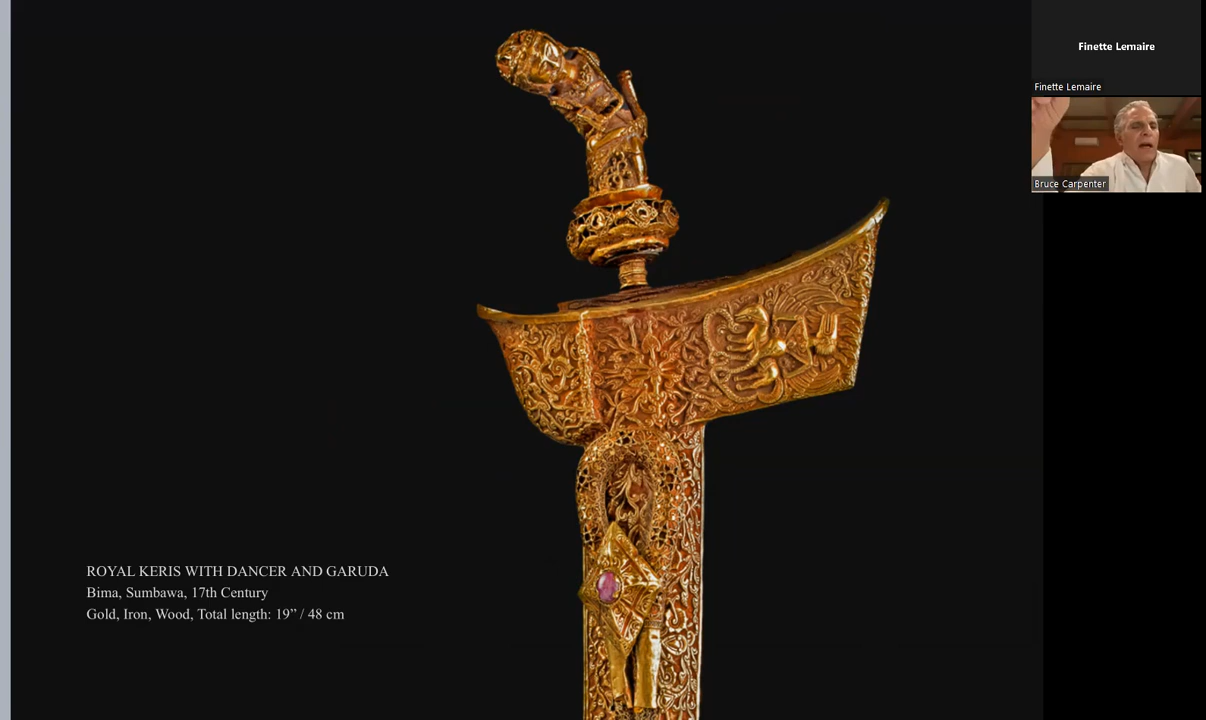 Finette Lemaire
Finette Lemaire
Bruce Carpenter
ROYAL KERIS WITH DANCER AND GARUDA
Bima, Sumbawa, 17th Century
Gold, Iron, Wood, Total length: 19” / 48 cm